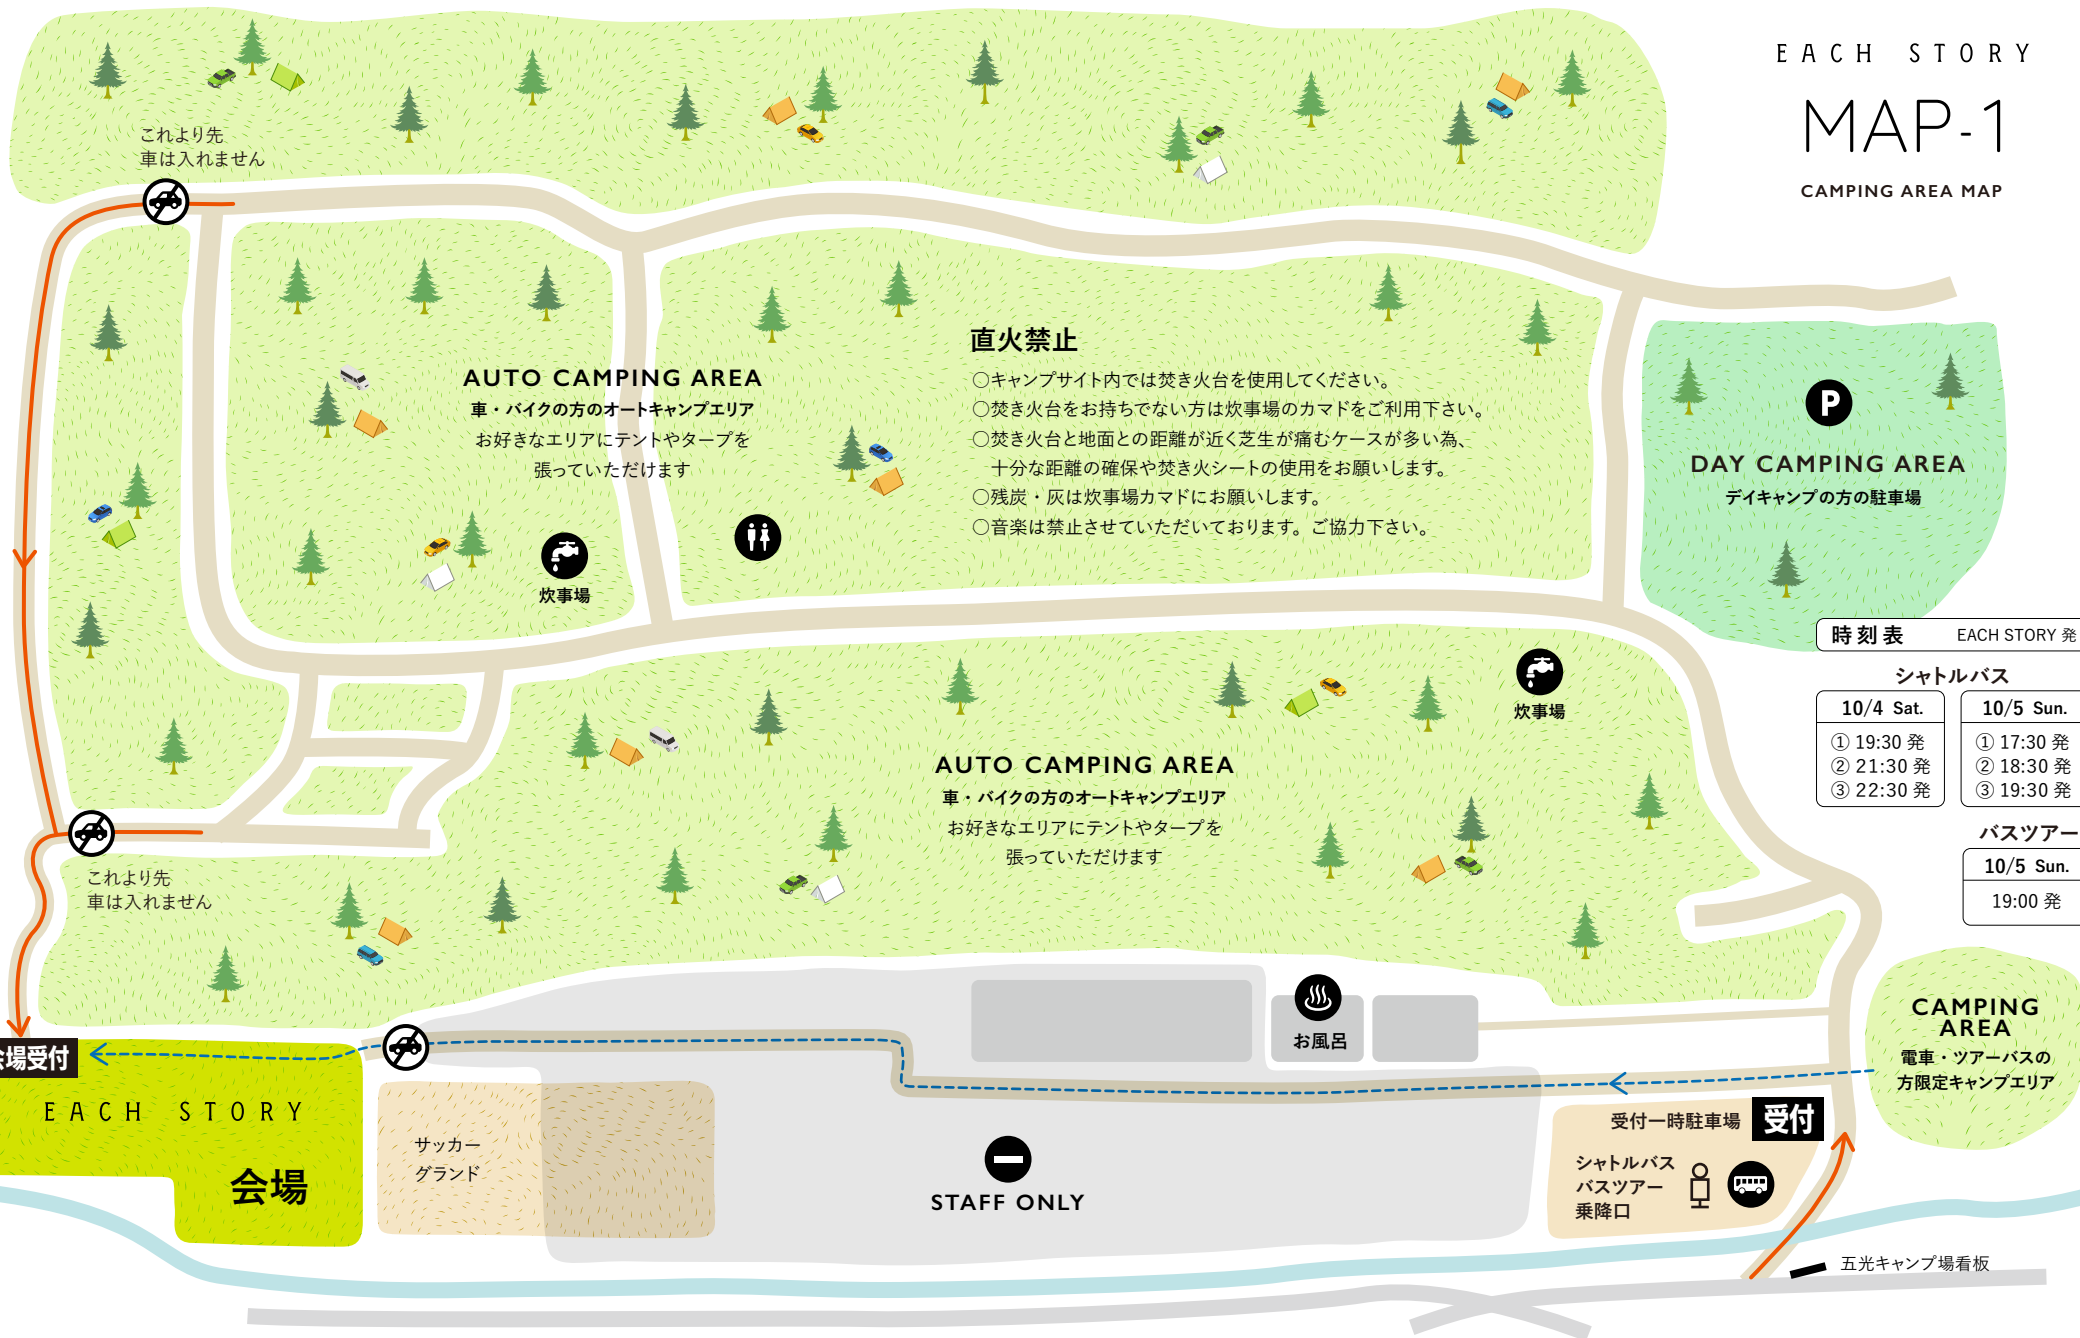 EACH STORY
MAP-1
CAMPING AREA MAP
これより先
車は入れません
AUTO CAMPING AREA
車・バイクの方のオートキャンプエリア
お好きなエリアにテントやタープを
張っていただけます
炊事場
直火禁止
○キャンプサイト内では焚き火台を使用してください。
○焚き火台をお持ちでない方は炊事場のカマドをご利用下さい。
○焚き火台と地面との距離が近く芝生が痛むケースが多い為、
十分な距離の確保や焚き火シートの使用をお願いします。
○残炭・灰は炊事場カマドにお願いします。
○音楽は禁止させていただいております。ご協力下さい。
P
DAY CAMPING AREA
デイキャンプの方の駐車場
時刻表 EACH STORY 発
シャトルバス
10/4 Sat.
① 19:30 発
② 21:30 発
③ 22:30 発
10/5 Sun.
① 17:30 発
② 18:30 発
③ 19:30 発
バスツアー
10/5 Sun.
19:00 発
炊事場
AUTO CAMPING AREA
車・バイクの方のオートキャンプエリア
お好きなエリアにテントやタープを
張っていただけます
これより先
車は入れません
お風呂
CAMPING
AREA
電車・ツアーバスの
方限定キャンプエリア
会場受付
EACH STORY
会場
サッカー
グランド
STAFF ONLY
受付一時駐車場
受付
シャトルバス
バスツアー
乗降口
五光キャンプ場看板